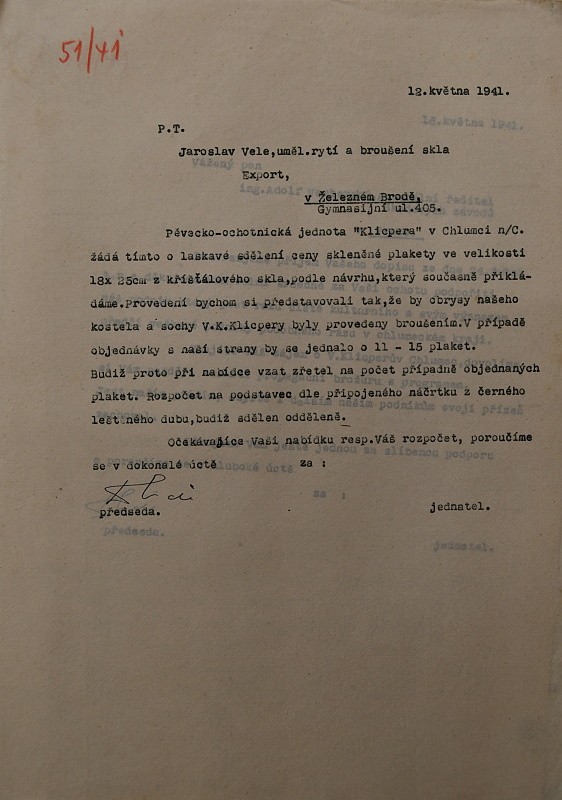 51/41
12.května 1941.
P.T.
Jaroslav Vele,uměl.rytí a broušení skla
Export,
v Železném Brodě,
Gymnasijní ul.405.
Pěvecko-ochotnická jednota "Klicpera" v Chlumci n/C.
žádá tímto o laskavé sdělení ceny skleněné plakety ve velikosti
18x 25cm z křišťálového skla,podle návrhu,který současně přiklá-
dáme.Provedení bychom si představovali tak,že by obrysy našeho
kostela a sochy V.K.Klicpery byly provedeny broušením.V případě
objednávky s naší strany by se jednalo o 11 - 15 plaket.
Budiž proto při nabídce vzat zřetel na počet případně objednaných
plaket. Rozpočet na podstavec dle připojeného náčrtku z černého
leštěného dubu,budiž sdělen odděleně.
Očekávajíce Vaši nabídku resp.Váš rozpočet, poroučíme
se v dokonalé úctě za :
předseda. jednatel.